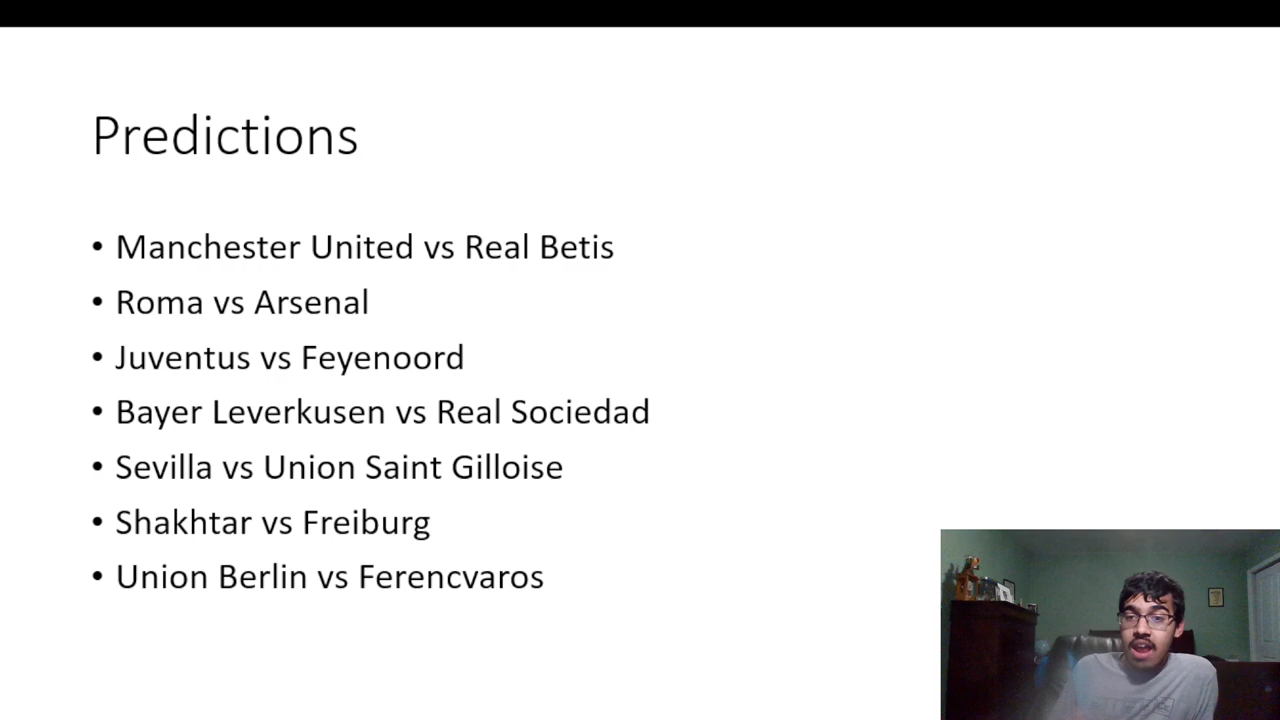 Predictions
• Manchester United vs Real Betis
• Roma vs Arsenal
• Juventus vs Feyenoord
• Bayer Leverkusen vs Real Sociedad
• Sevilla vs Union Saint Gilloise
• Shakhtar vs Freiburg
• Union Berlin vs Ferencvaros